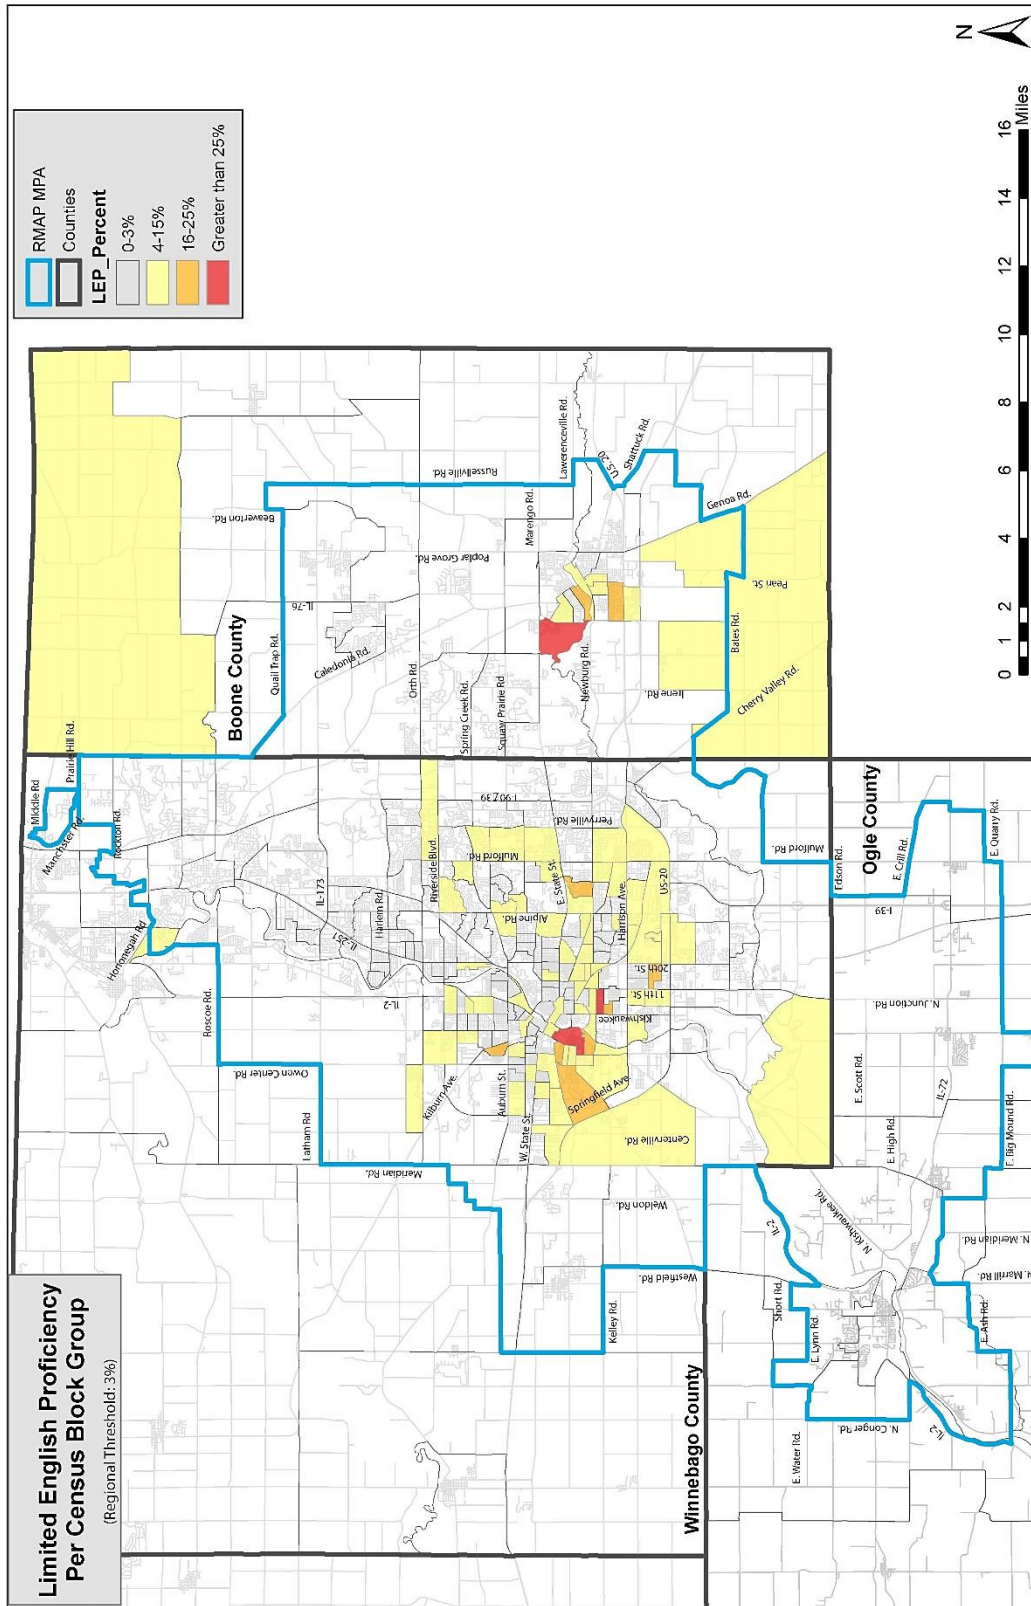 Limited English Proficiency
Per Census Block Group
(Regional Threshold: 3%)
RMAP MPA
Counties
LEP_Percent
0-3%
4-15%
16-25%
Greater than 25%
N
Boone County
Winnebago County
Ogle County
Middle Rd
Manchster Rd.
Prairie Hill Rd.
Rockton Rd.
Hononegah Rd
Roscoe Rd.
Owen Center Rd.
Latham Rd
Meridian Rd.
IL-2
IL-251
IL-173
Harlem Rd.
Riverside Blvd.
Mulford Rd.
I-90 / 39
Perryville Rd.
E. State St.
Alpine Rd.
Harrison Ave.
US-20
20th St.
11th St.
Kishwaukee
Kilburn Ave.
Auburn St.
W. State St.
Springfield Ave.
Centerville Rd.
Weldon Rd.
Westfield Rd.
Kelley Rd.
Beaverton Rd.
Quail Trap Rd.
IL-76
Caledonia Rd.
Poplar Grove Rd.
Russellville Rd.
Orth Rd.
Spring Creek Rd.
Squaw Prairie Rd
Marengo Rd.
Lawerenceville Rd.
U.S. 20
Shattuck Rd.
Newburg Rd.
Irene Rd.
Genoa Rd.
Pearl St.
Bates Rd.
Cherry Valley Rd.
Mulford Rd.
Edson Rd.
E. Crill Rd.
E. Quarry Rd.
I-39
N. Junction Rd.
E. Scott Rd.
IL-72
E. High Rd.
E. Big Mound Rd.
N. Kishwaukee Rd.
IL-2
Short Rd.
E. Lynn Rd.
N. Conger Rd.
E. Water Rd.
IL-2
N. Meridian Rd.
N. Merrill Rd.
E. Ash Rd.
0 1 2 4 6 8 10 12 14 16
Miles